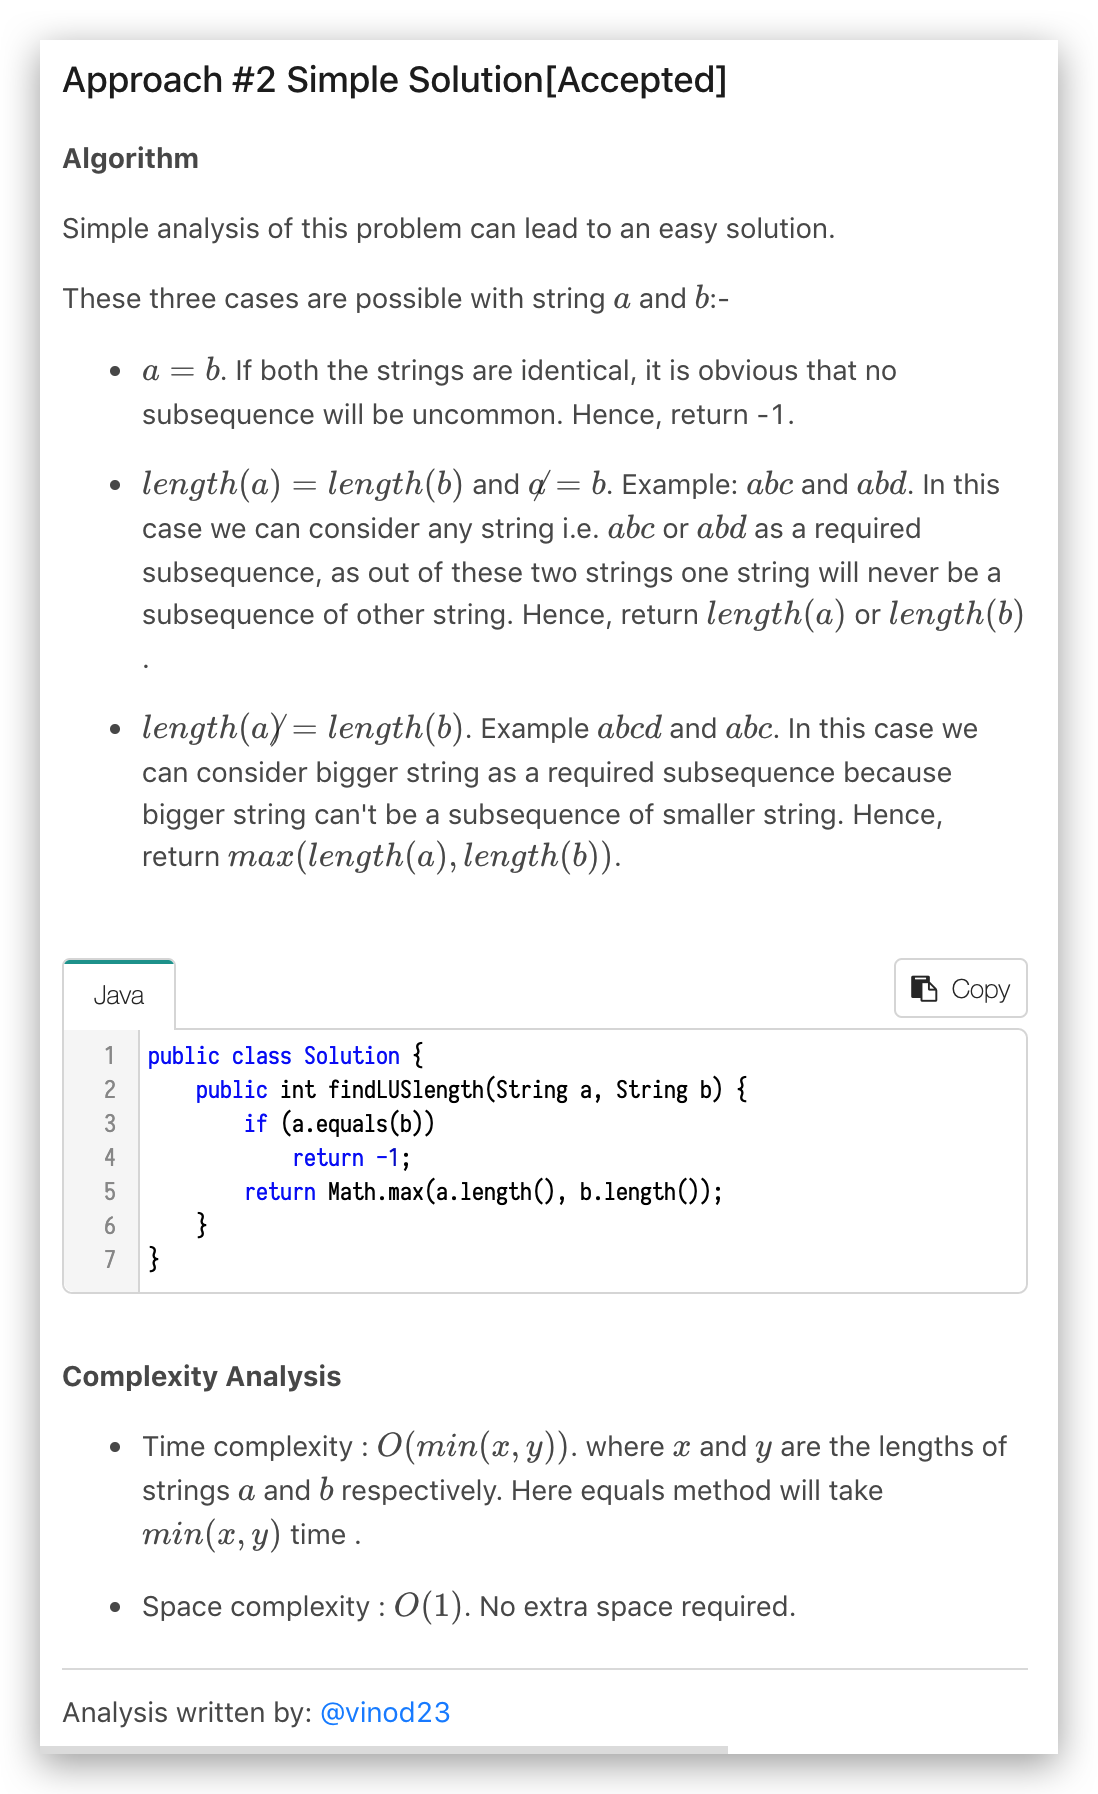 Approach #2 Simple Solution[Accepted]
Algorithm
Simple analysis of this problem can lead to an easy solution.
These three cases are possible with string a and b:-
• a = b. If both the strings are identical, it is obvious that no
subsequence will be uncommon. Hence, return -1.
• length(a) = length(b) and a̸ = b. Example: abc and abd. In this
case we can consider any string i.e. abc or abd as a required
subsequence, as out of these two strings one string will never be a
subsequence of other string. Hence, return length(a) or length(b)
.
• length(a)̸ = length(b). Example abcd and abc. In this case we
can consider bigger string as a required subsequence because
bigger string can't be a subsequence of smaller string. Hence,
return max(length(a), length(b)).
Java
Copy
1 public class Solution {
2     public int findLUSlength(String a, String b) {
3         if (a.equals(b))
4             return -1;
5         return Math.max(a.length(), b.length());
6     }
7 }
Complexity Analysis
• Time complexity : O(min(x, y)). where x and y are the lengths of
strings a and b respectively. Here equals method will take
min(x, y) time .
• Space complexity : O(1). No extra space required.
Analysis written by: @vinod23